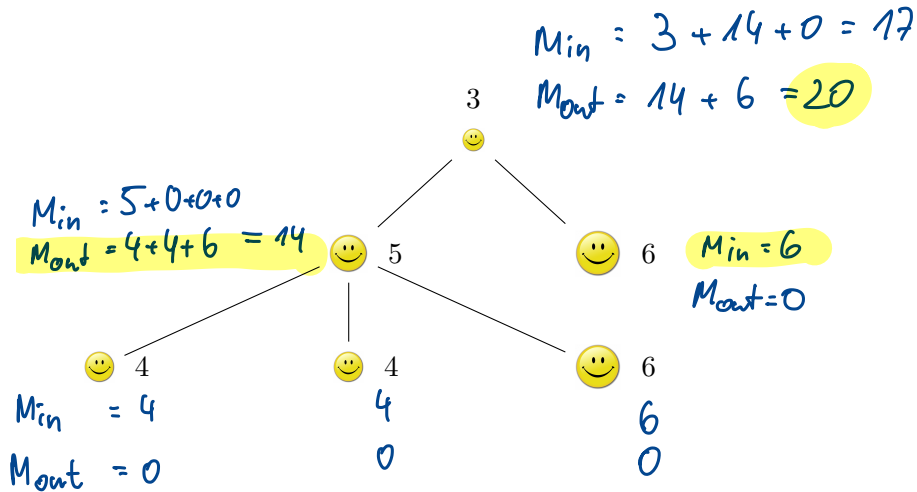 Min = 3 + 14 + 0 = 17
Mout = 14 + 6 = 20
3
Min = 5+0+0+0
Mout = 4+4+6 = 14
5
6
Min = 6
Mout = 0
4
4
6
Min = 4
4
6
Mout = 0
0
0